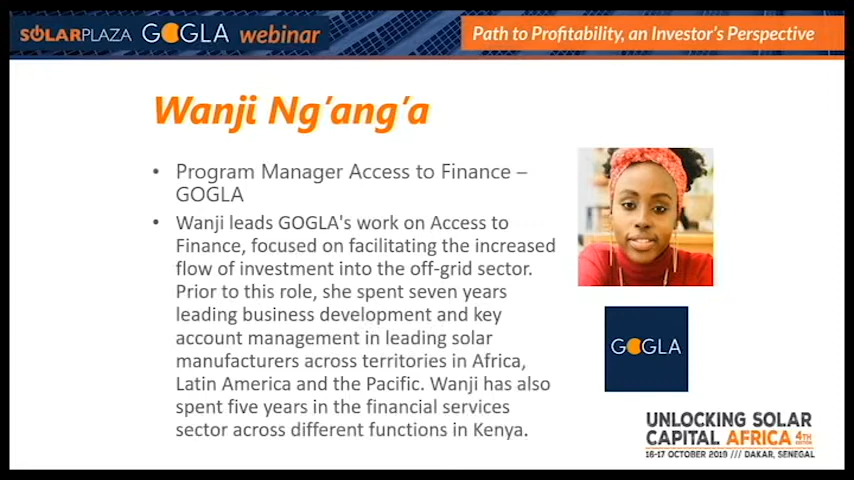 SOLARPLAZA GOGLA webinar
Path to Profitability, an Investor's Perspective
Wanji Ng'ang'a
• Program Manager Access to Finance –
GOGLA
• Wanji leads GOGLA's work on Access to
Finance, focused on facilitating the increased
flow of investment into the off-grid sector.
Prior to this role, she spent seven years
leading business development and key
account management in leading solar
manufacturers across territories in Africa,
Latin America and the Pacific. Wanji has also
spent five years in the financial services
sector across different functions in Kenya.
GOGLA
UNLOCKING SOLAR
CAPITAL AFRICA 4TH EDITION
16-17 OCTOBER 2019 /// DAKAR, SENEGAL